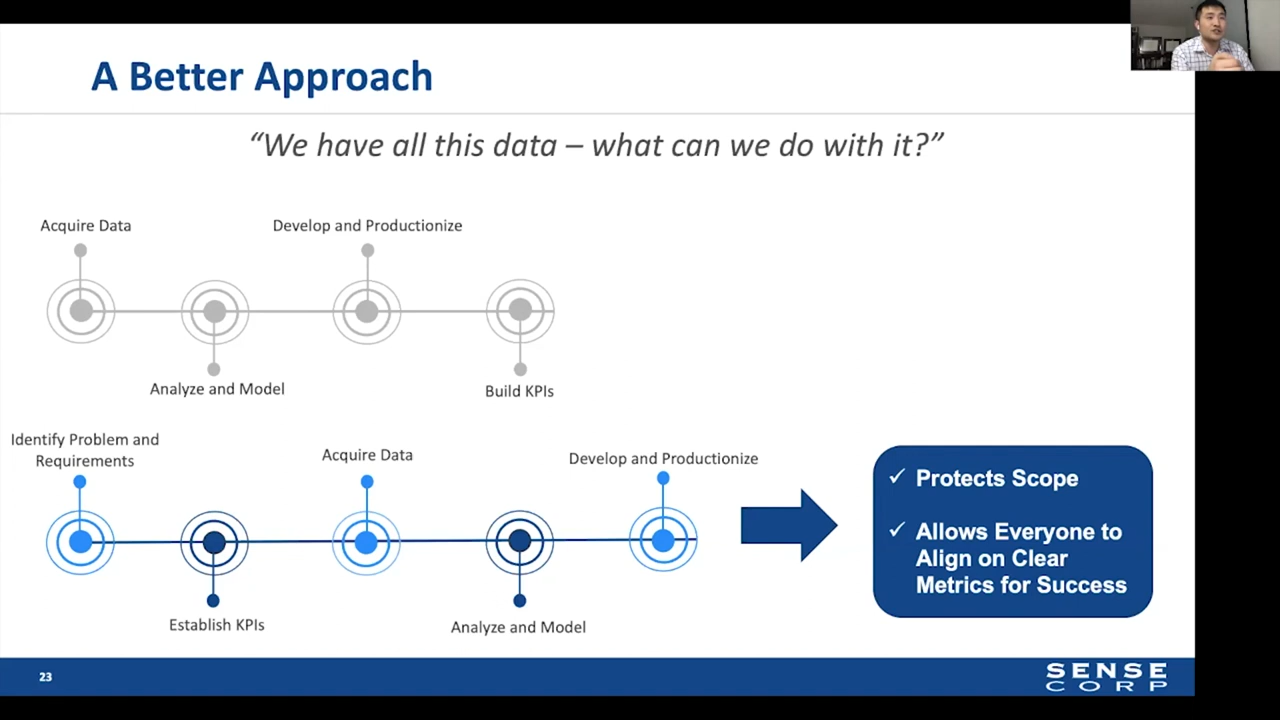 A Better Approach
“We have all this data – what can we do with it?”
Acquire Data
Develop and Productionize
Analyze and Model
Build KPIs
Identify Problem and
Requirements
Acquire Data
Develop and Productionize
Establish KPIs
Analyze and Model
✓ Protects Scope
✓ Allows Everyone to
Align on Clear
Metrics for Success
23
SENSE
CORP